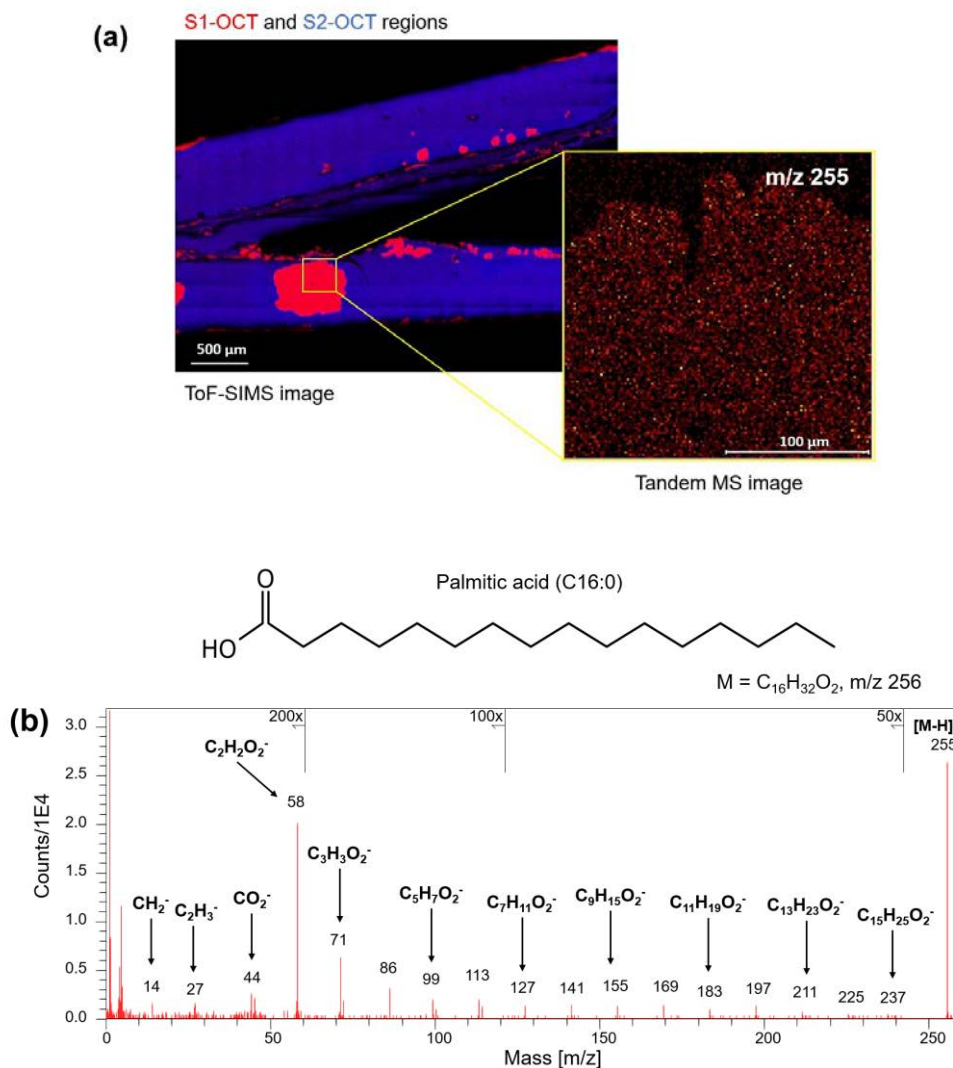 S1-OCT and S2-OCT regions
(a)
m/z 255
500 µm
100 µm
ToF-SIMS image
Tandem MS image
Palmitic acid (C16:0)
O
HO
M = C₁₆H₃₂O₂, m/z 256
(b)
200x 100x 50x [M-H]
255
C₂H₂O₂⁻
58
C₃H₃O₂⁻
CH₂⁻ C₂H₃⁻ CO₂⁻ C₅H₇O₂⁻ C₇H₁₁O₂⁻ C₉H₁₅O₂⁻ C₁₁H₁₉O₂⁻ C₁₃H₂₃O₂⁻ C₁₅H₂₅O₂⁻
14 27 44 71 86 99 113 127 141 155 169 183 197 211 225 237
Counts/1E4
3.0
2.5
2.0
1.5
1.0
0.5
0.0
0 50 100 150 200 250
Mass [m/z]